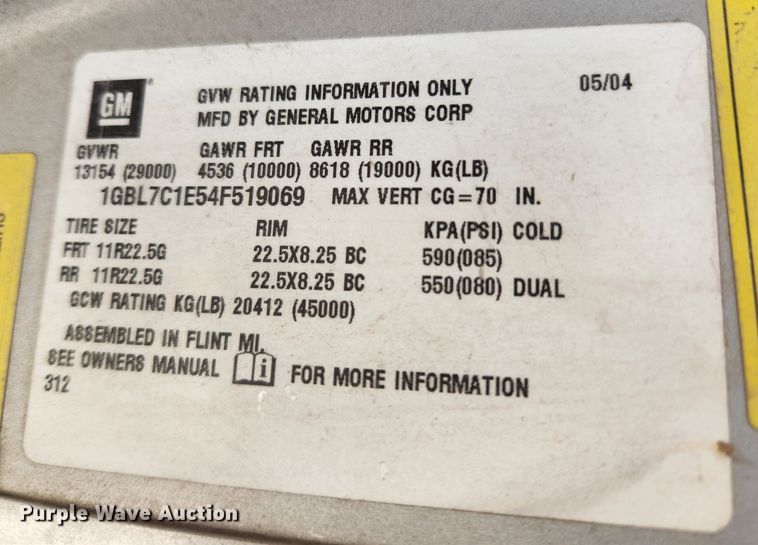 GM
GVW RATING INFORMATION ONLY 05/04
MFD BY GENERAL MOTORS CORP
GVWR GAWR FRT GAWR RR
13154 (29000) 4536 (10000) 8618 (19000) KG(LB)
1GBL7C1E54F519069 MAX VERT CG=70 IN.
TIRE SIZE RIM KPA(PSI) COLD
FRT 11R22.5G 22.5X8.25 BC 590(085)
RR 11R22.5G 22.5X8.25 BC 550(080) DUAL
GCW RATING KG(LB) 20412 (45000)
ASSEMBLED IN FLINT MI.
SEE OWNERS MANUAL i FOR MORE INFORMATION
312
Purple Wave Auction